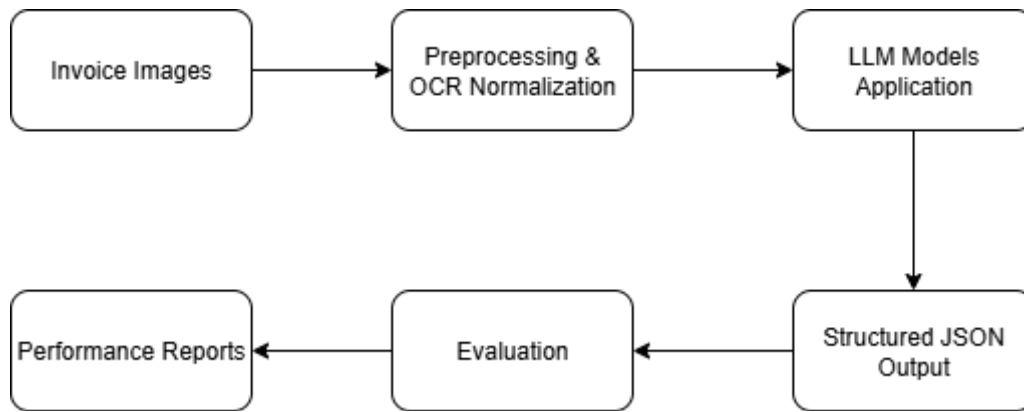 Invoice Images
Preprocessing &
OCR Normalization
LLM Models
Application
Structured JSON
Output
Evaluation
Performance Reports